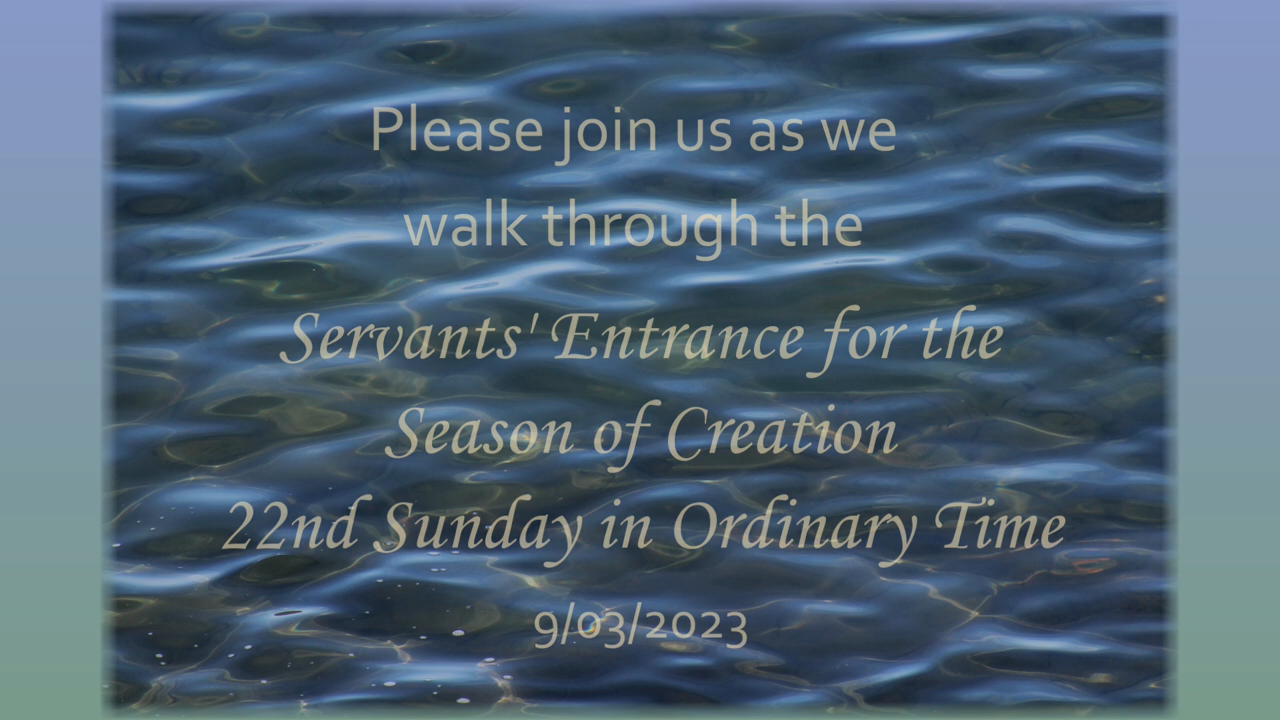 Please join us as we
walk through the
Servants' Entrance for the
Season of Creation
22nd Sunday in Ordinary Time
9/03/2023